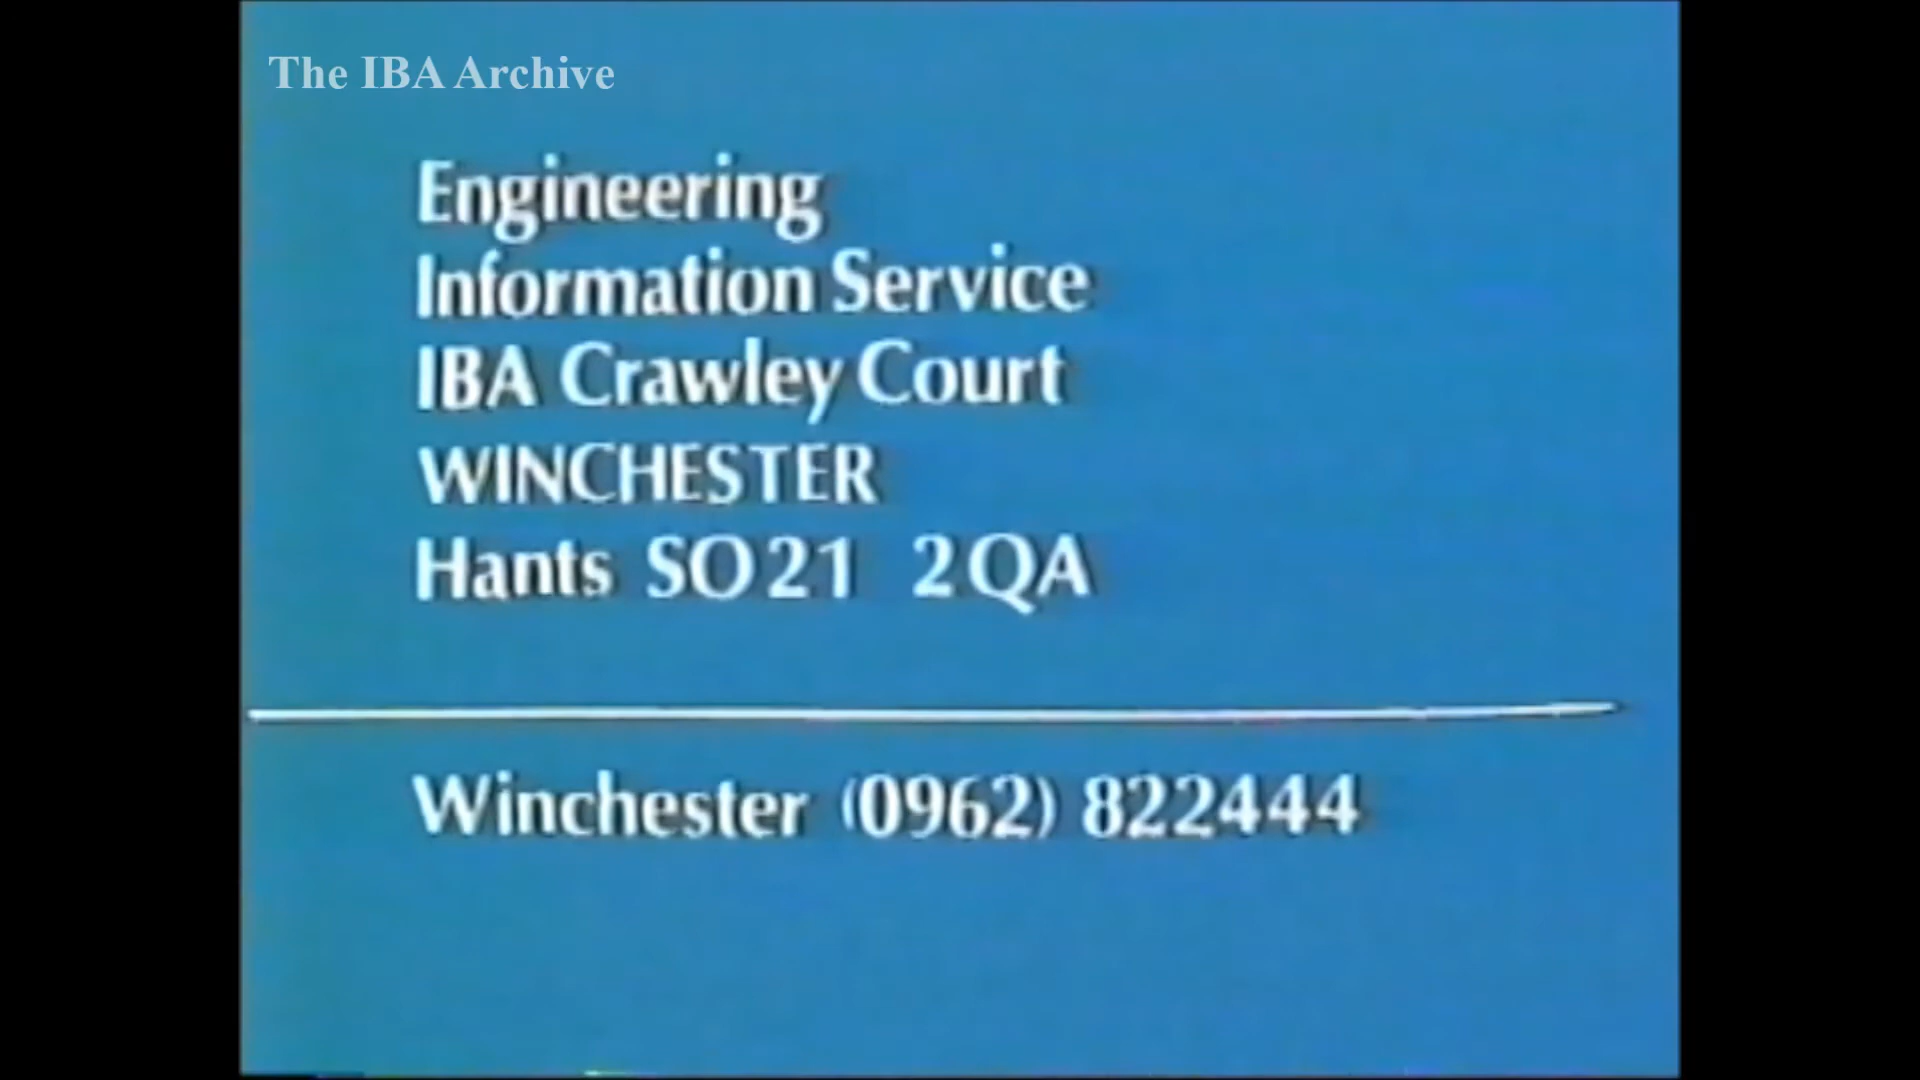 The IBA Archive
Engineering
Information Service
IBA Crawley Court
WINCHESTER
Hants SO21 2QA
Winchester (0962) 822444